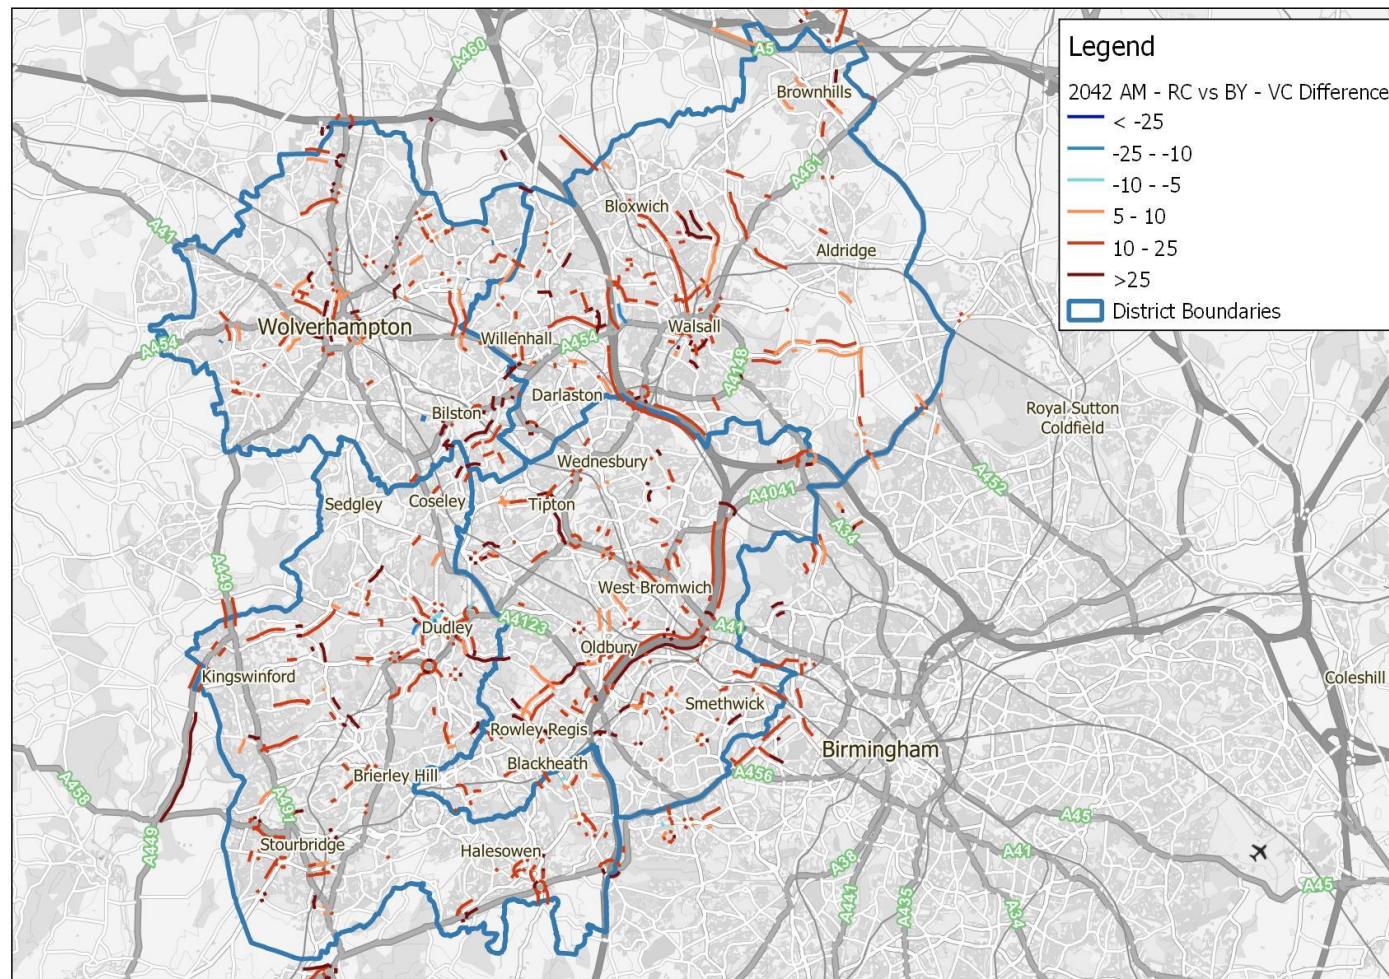 Legend
2042 AM - RC vs BY - VC Difference
< -25
-25 - -10
-10 - -5
5 - 10
10 - 25
>25
District Boundaries
A460
A5
Brownhills
A461
Bloxwich
A41
Aldridge
Wolverhampton
Walsall
Willenhall
A454
A454
A4148
Darlaston
Bilston
Royal Sutton
Coldfield
Wednesbury
A452
Sedgley
Coseley
Tipton
A4041
A34
A449
West Bromwich
Dudley
A4123
A41
Oldbury
Kingswinford
Coleshill
Smethwick
Rowley Regis
Birmingham
Blackheath
Brierley Hill
A456
A458
A491
A45
Stourbridge
Halesowen
A449
A38
A41
A45
A441
A435
A34